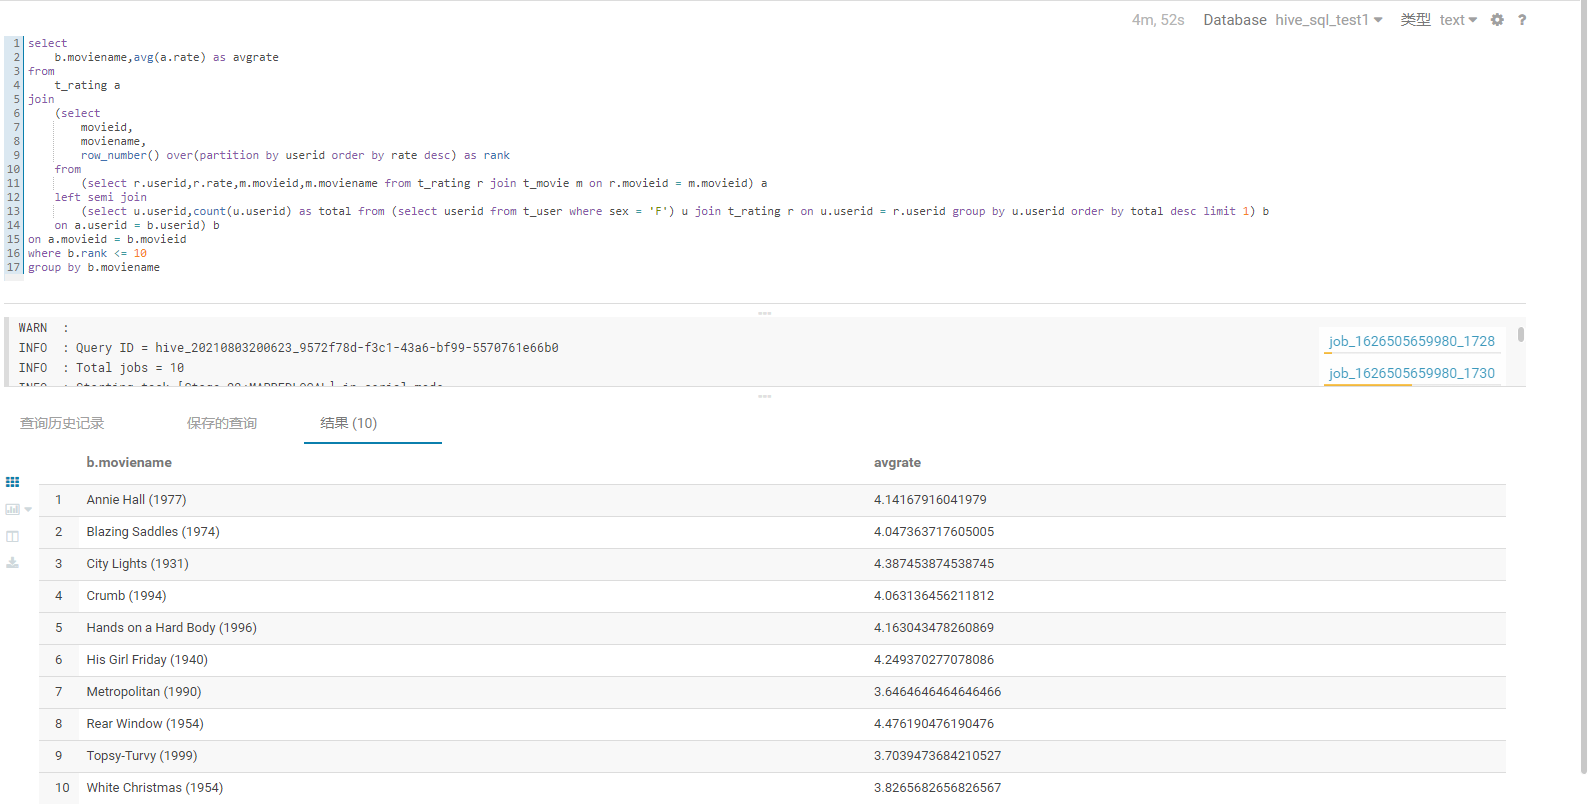 4m, 52s Database hive_sql_test1 类型 text ?
1 select
2 b.moviename,avg(a.rate) as avgrate
3 from
4 t_rating a
5 join
6 (select
7 movieid,
8 moviename,
9 row_number() over(partition by userid order by rate desc) as rank
10 from
11 (select r.userid,r.rate,m.movieid,m.moviename from t_rating r join t_movie m on r.movieid = m.movieid) a
12 left semi join
13 (select u.userid,count(u.userid) as total from (select userid from t_user where sex = 'F') u join t_rating r on u.userid = r.userid group by u.userid order by total desc limit 1) b
14 on a.userid = b.userid) b
15 on a.movieid = b.movieid
16 where b.rank <= 10
17 group by b.moviename
WARN :
INFO : Query ID = hive_20210803200623_9572f78d-f3c1-43a6-bf99-5570761e66b0
INFO : Total jobs = 10
job_1626505659980_1728
job_1626505659980_1730
查询历史记录 保存的查询 结果 (10)
b.moviename avgrate
1 Annie Hall (1977) 4.14167916041979
2 Blazing Saddles (1974) 4.047363717605005
3 City Lights (1931) 4.387453874538745
4 Crumb (1994) 4.063136456211812
5 Hands on a Hard Body (1996) 4.163043478260869
6 His Girl Friday (1940) 4.249370277078086
7 Metropolitan (1990) 3.6464646464646466
8 Rear Window (1954) 4.476190476190476
9 Topsy-Turvy (1999) 3.7039473684210527
10 White Christmas (1954) 3.8265682656826567